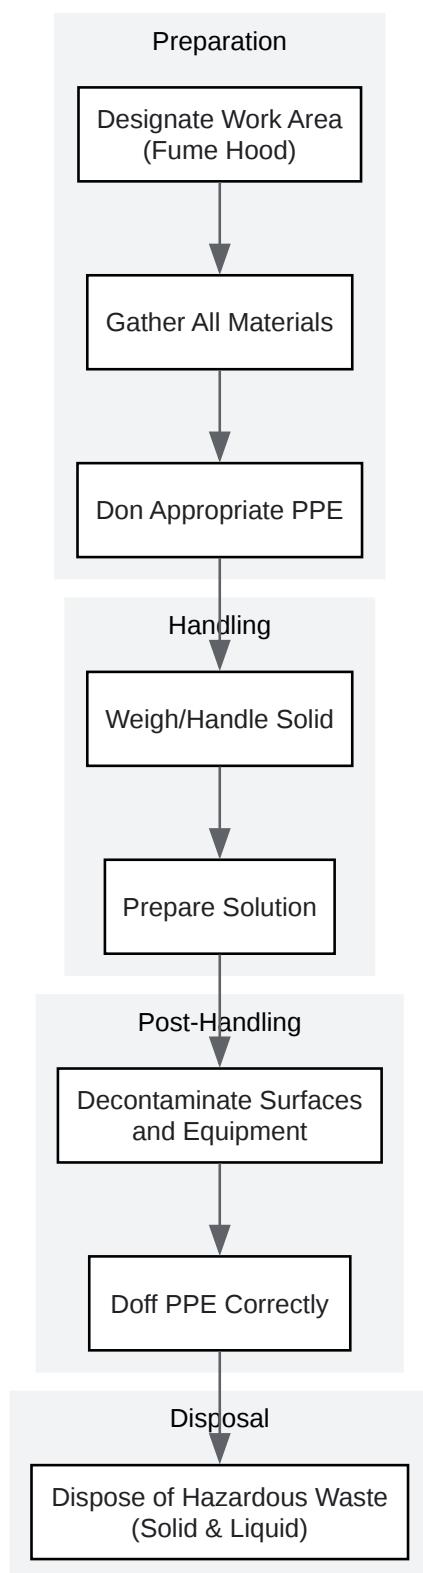 Preparation
Designate Work Area
(Fume Hood)
Gather All Materials
Don Appropriate PPE
Handling
Weigh/Handle Solid
Prepare Solution
Post-Handling
Decontaminate Surfaces
and Equipment
Doff PPE Correctly
Disposal
Dispose of Hazardous Waste
(Solid & Liquid)